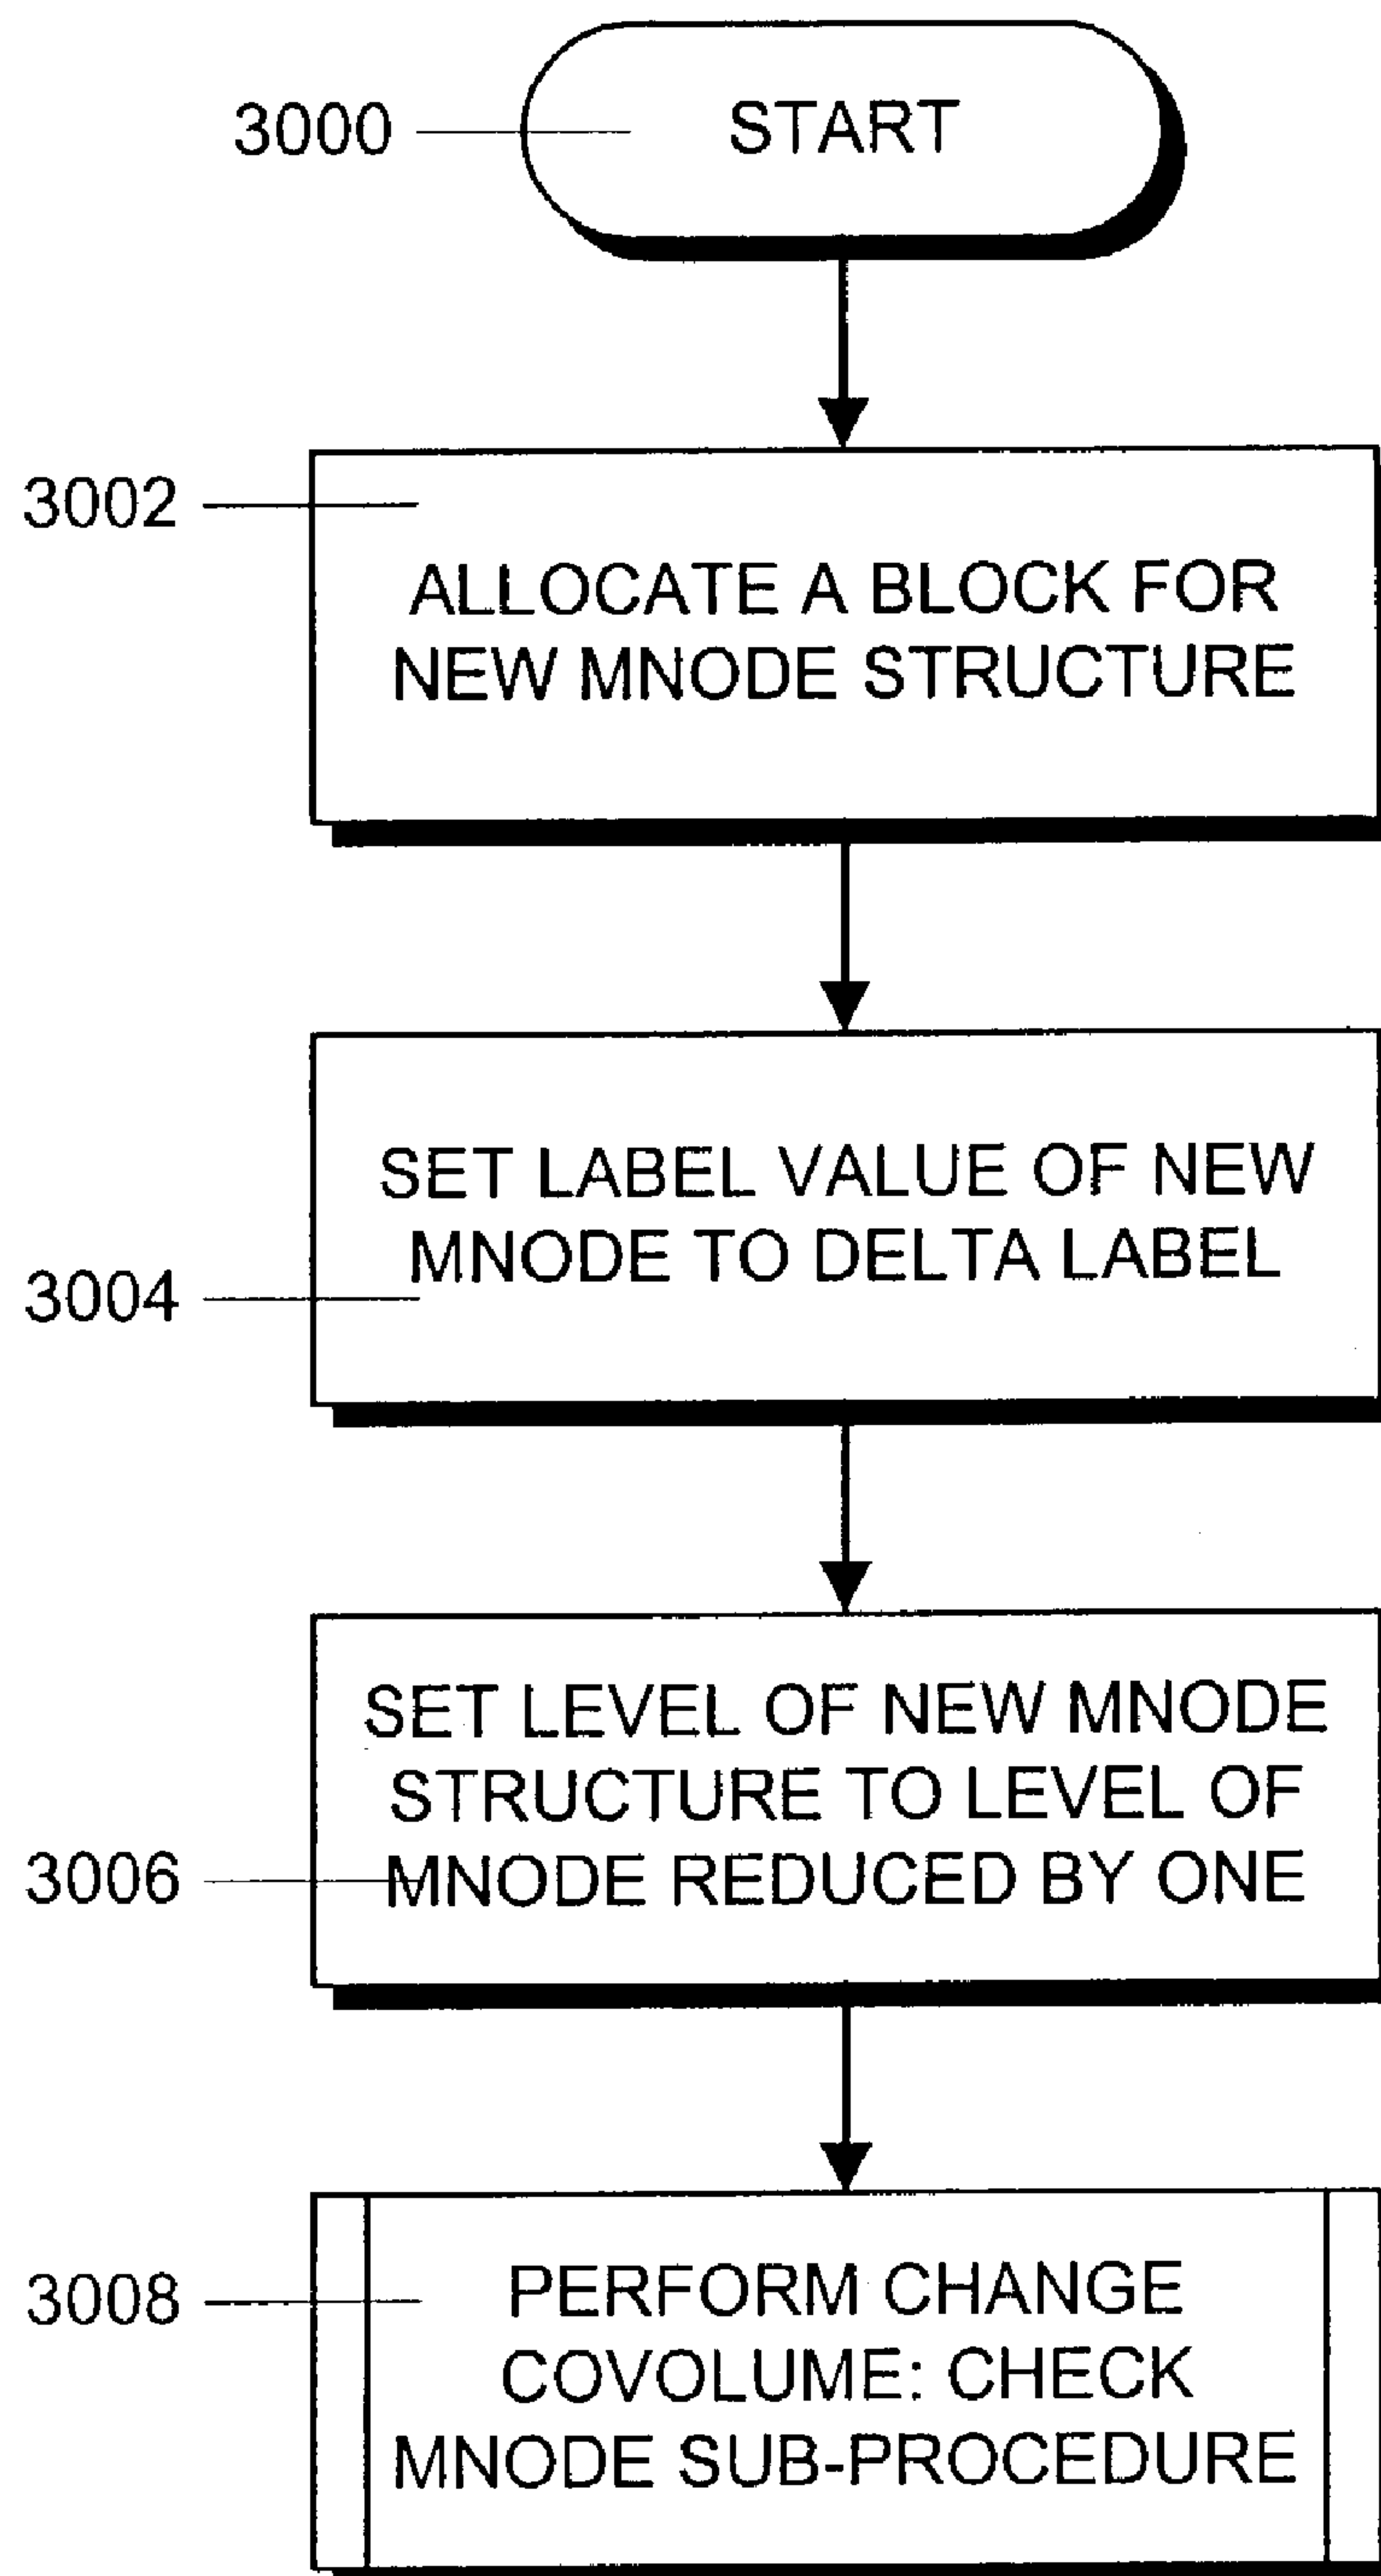 3000
START
3002
ALLOCATE A BLOCK FOR
NEW MNODE STRUCTURE
SET LABEL VALUE OF NEW
MNODE TO DELTA LABEL
3004
SET LEVEL OF NEW MNODE
STRUCTURE TO LEVEL OF
MNODE REDUCED BY ONE
3006
3008
PERFORM CHANGE
COVOLUME: CHECK
MNODE SUB-PROCEDURE